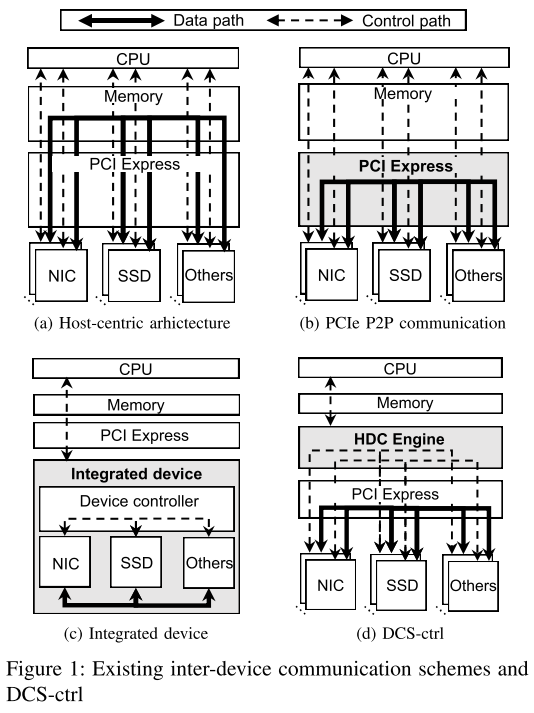 Data path
Control path
CPU
Memory
PCI Express
NIC
SSD
Others
(a) Host-centric arhictecture
CPU
Memory
PCI Express
NIC
SSD
Others
(b) PCIe P2P communication
CPU
Memory
PCI Express
Integrated device
Device controller
NIC
SSD
Others
(c) Integrated device
CPU
Memory
HDC Engine
PCI Express
NIC
SSD
Others
(d) DCS-ctrl
Figure 1: Existing inter-device communication schemes and
DCS-ctrl